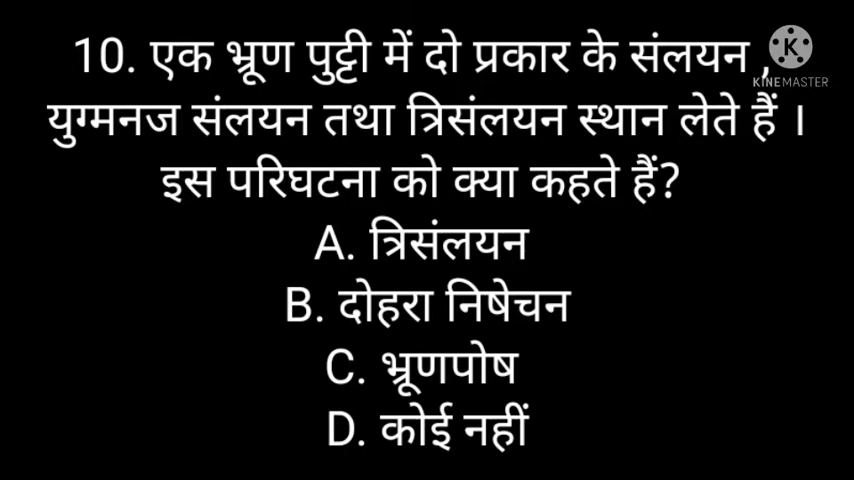 10. एक भ्रूण पुट्टी में दो प्रकार के संलयन ,
युग्मनज संलयन तथा त्रिसंलयन स्थान लेते हैं ।
इस परिघटना को क्या कहते हैं?
A. त्रिसंलयन
B. दोहरा निषेचन
C. भ्रूणपोष
D. कोई नहीं
K
KINEMASTER